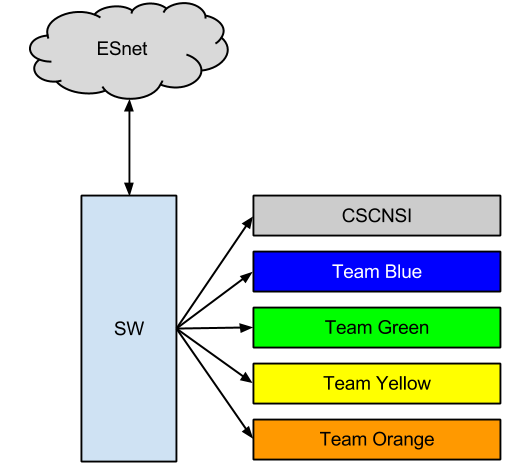 ESnet
SW
CSCNSI
Team Blue
Team Green
Team Yellow
Team Orange